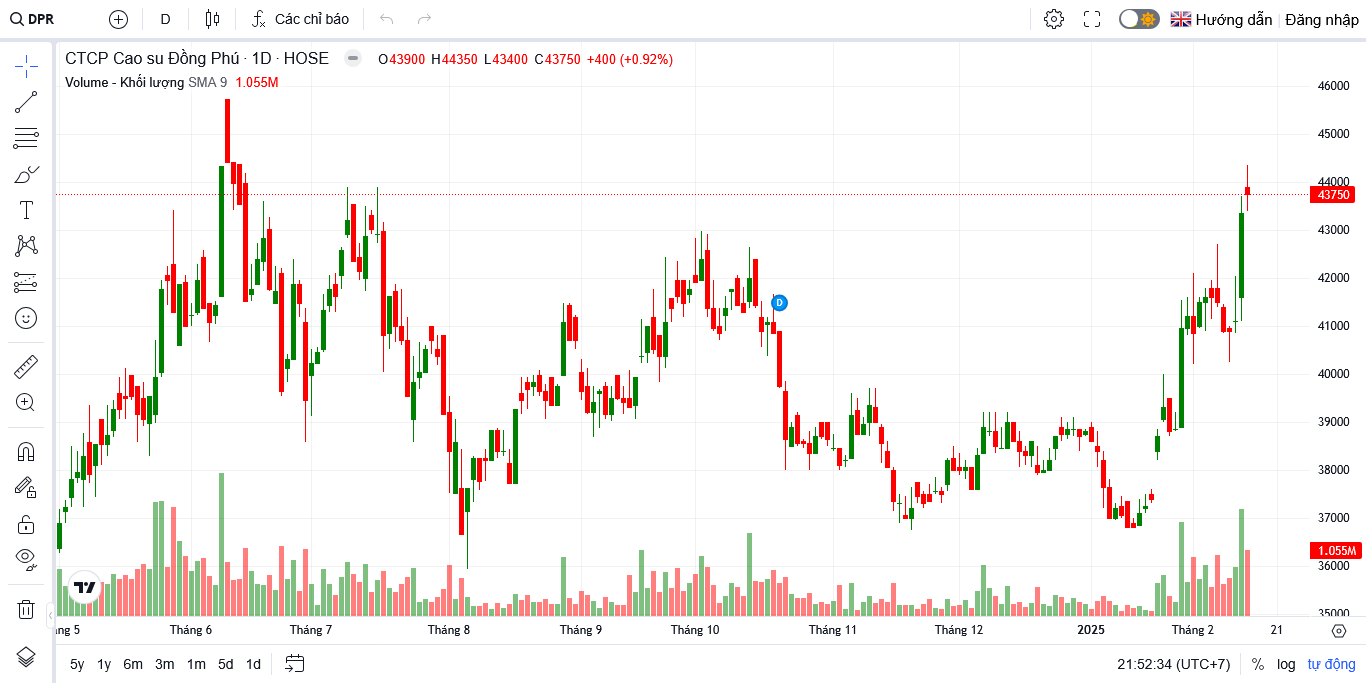 DPR D Các chỉ báo Hướng dẫn Đăng nhập
CTCP Cao su Đồng Phú · 1D · HOSE O43900 H44350 L43400 C43750 +400 (+0.92%)
Volume - Khối lượng SMA 9 1.055M
46000
45000
44000
43750
43000
42000
D
41000
40000
39000
38000
37000
1.055M
36000
35000
ng 5 Tháng 6 Tháng 7 Tháng 8 Tháng 9 Tháng 10 Tháng 11 Tháng 12 2025 Tháng 2 21
5y 1y 6m 3m 1m 5d 1d 21:52:34 (UTC+7) % log tự động